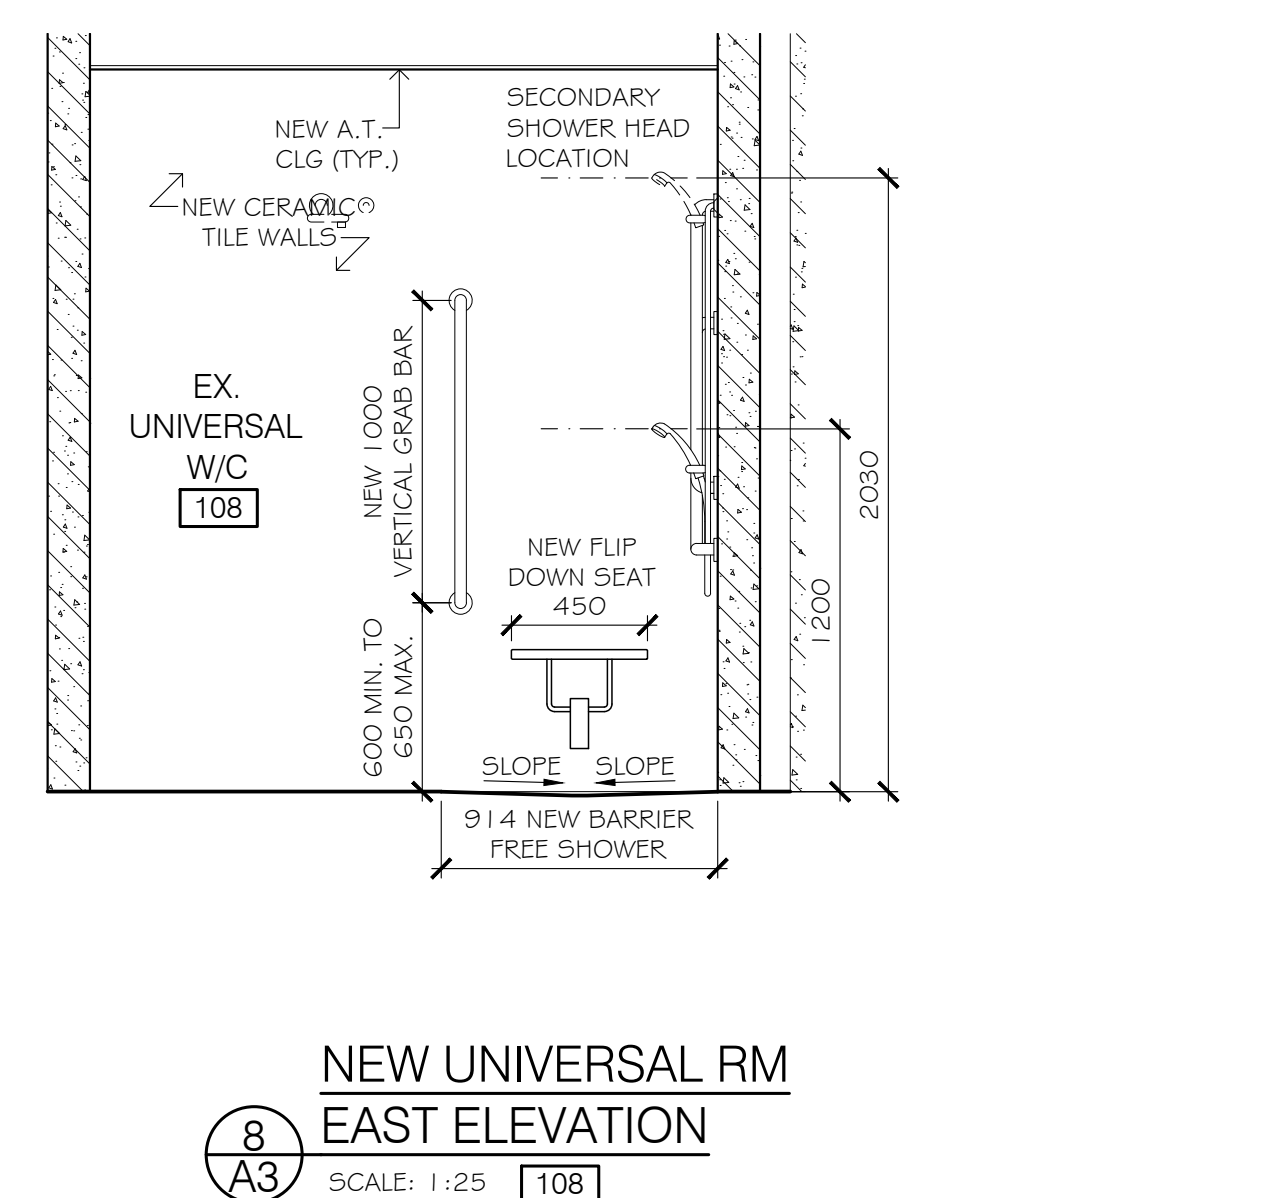 SECONDARY
SHOWER HEAD
LOCATION
NEW A.T.
CLG (TYP.)
NEW CERAMIC
TILE WALLS
EX.
UNIVERSAL
W/C
108
NEW 1000
VERTICAL GRAB BAR
600 MIN. TO
650 MAX.
NEW FLIP
DOWN SEAT
450
2030
1200
SLOPE SLOPE
914 NEW BARRIER
FREE SHOWER
NEW UNIVERSAL RM
EAST ELEVATION
8
A3
SCALE: 1:25 108